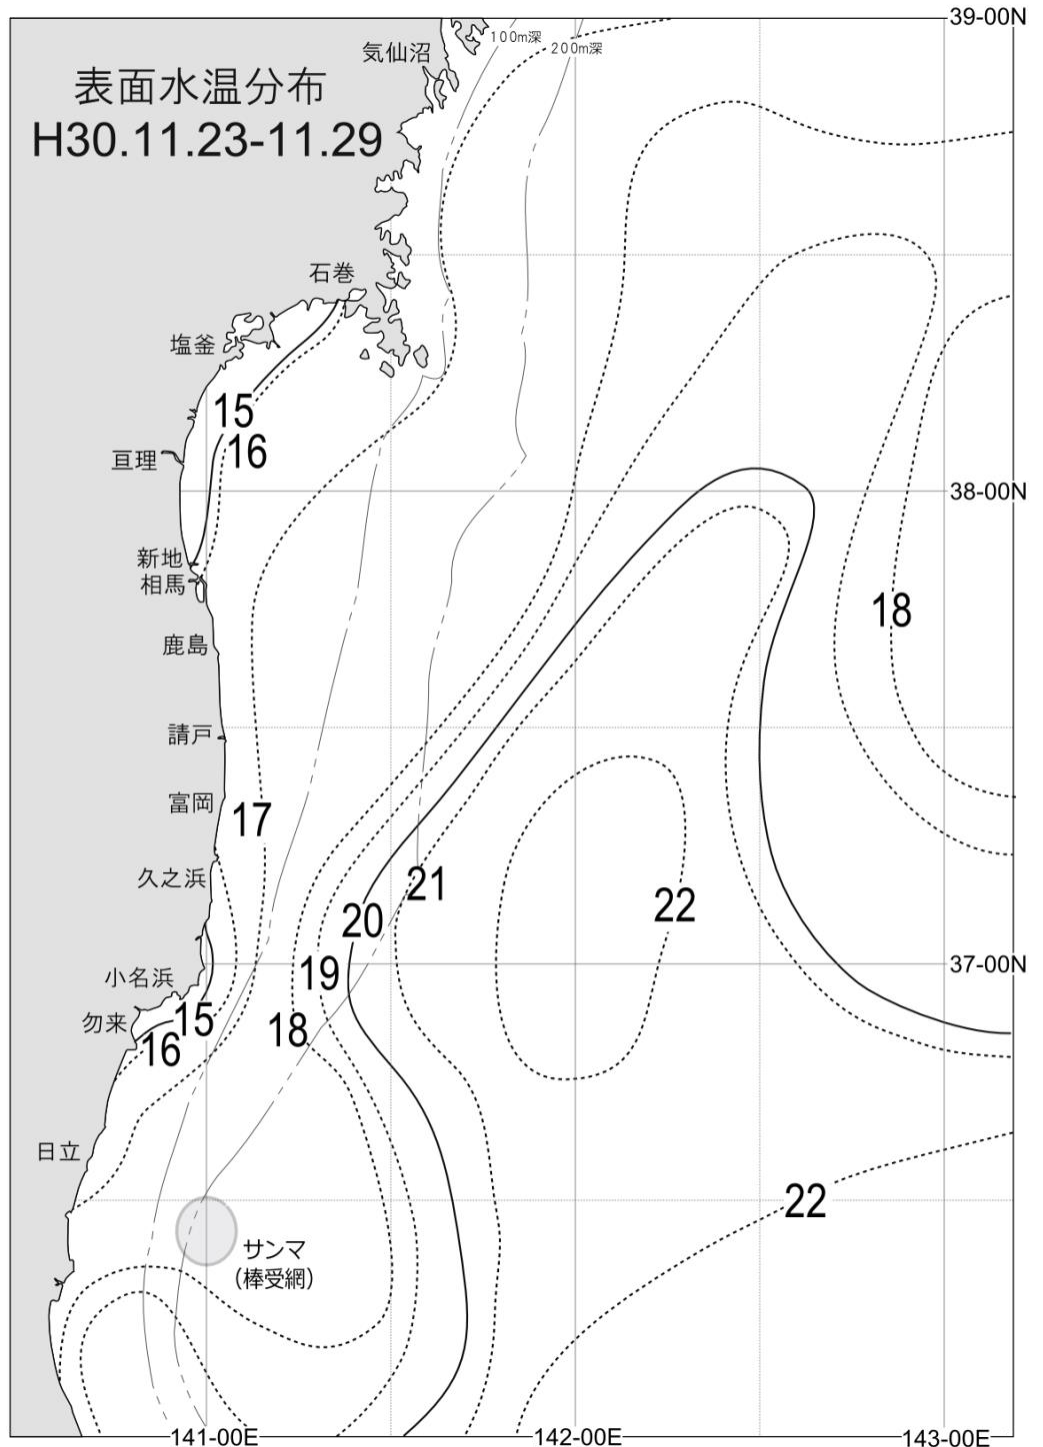 39-00N
100m深
200m深
気仙沼
表面水温分布
H30.11.23-11.29
石巻
塩釜
15
16
亘理
38-00N
新地
相馬
18
鹿島
請戸
富岡
17
久之浜
21
20
22
小名浜
19
37-00N
勿来
15
18
16
日立
22
サンマ
(棒受網)
141-00E
142-00E
143-00E